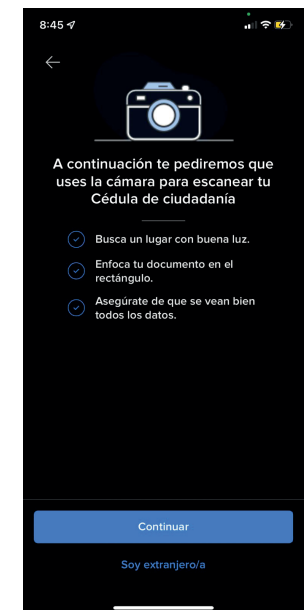 8:45
A continuación te pediremos que
uses la cámara para escanear tu
Cédula de ciudadanía
Busca un lugar con buena luz.
Enfoca tu documento en el
rectángulo.
Asegúrate de que se vean bien
todos los datos.
Continuar
Soy extranjero/a